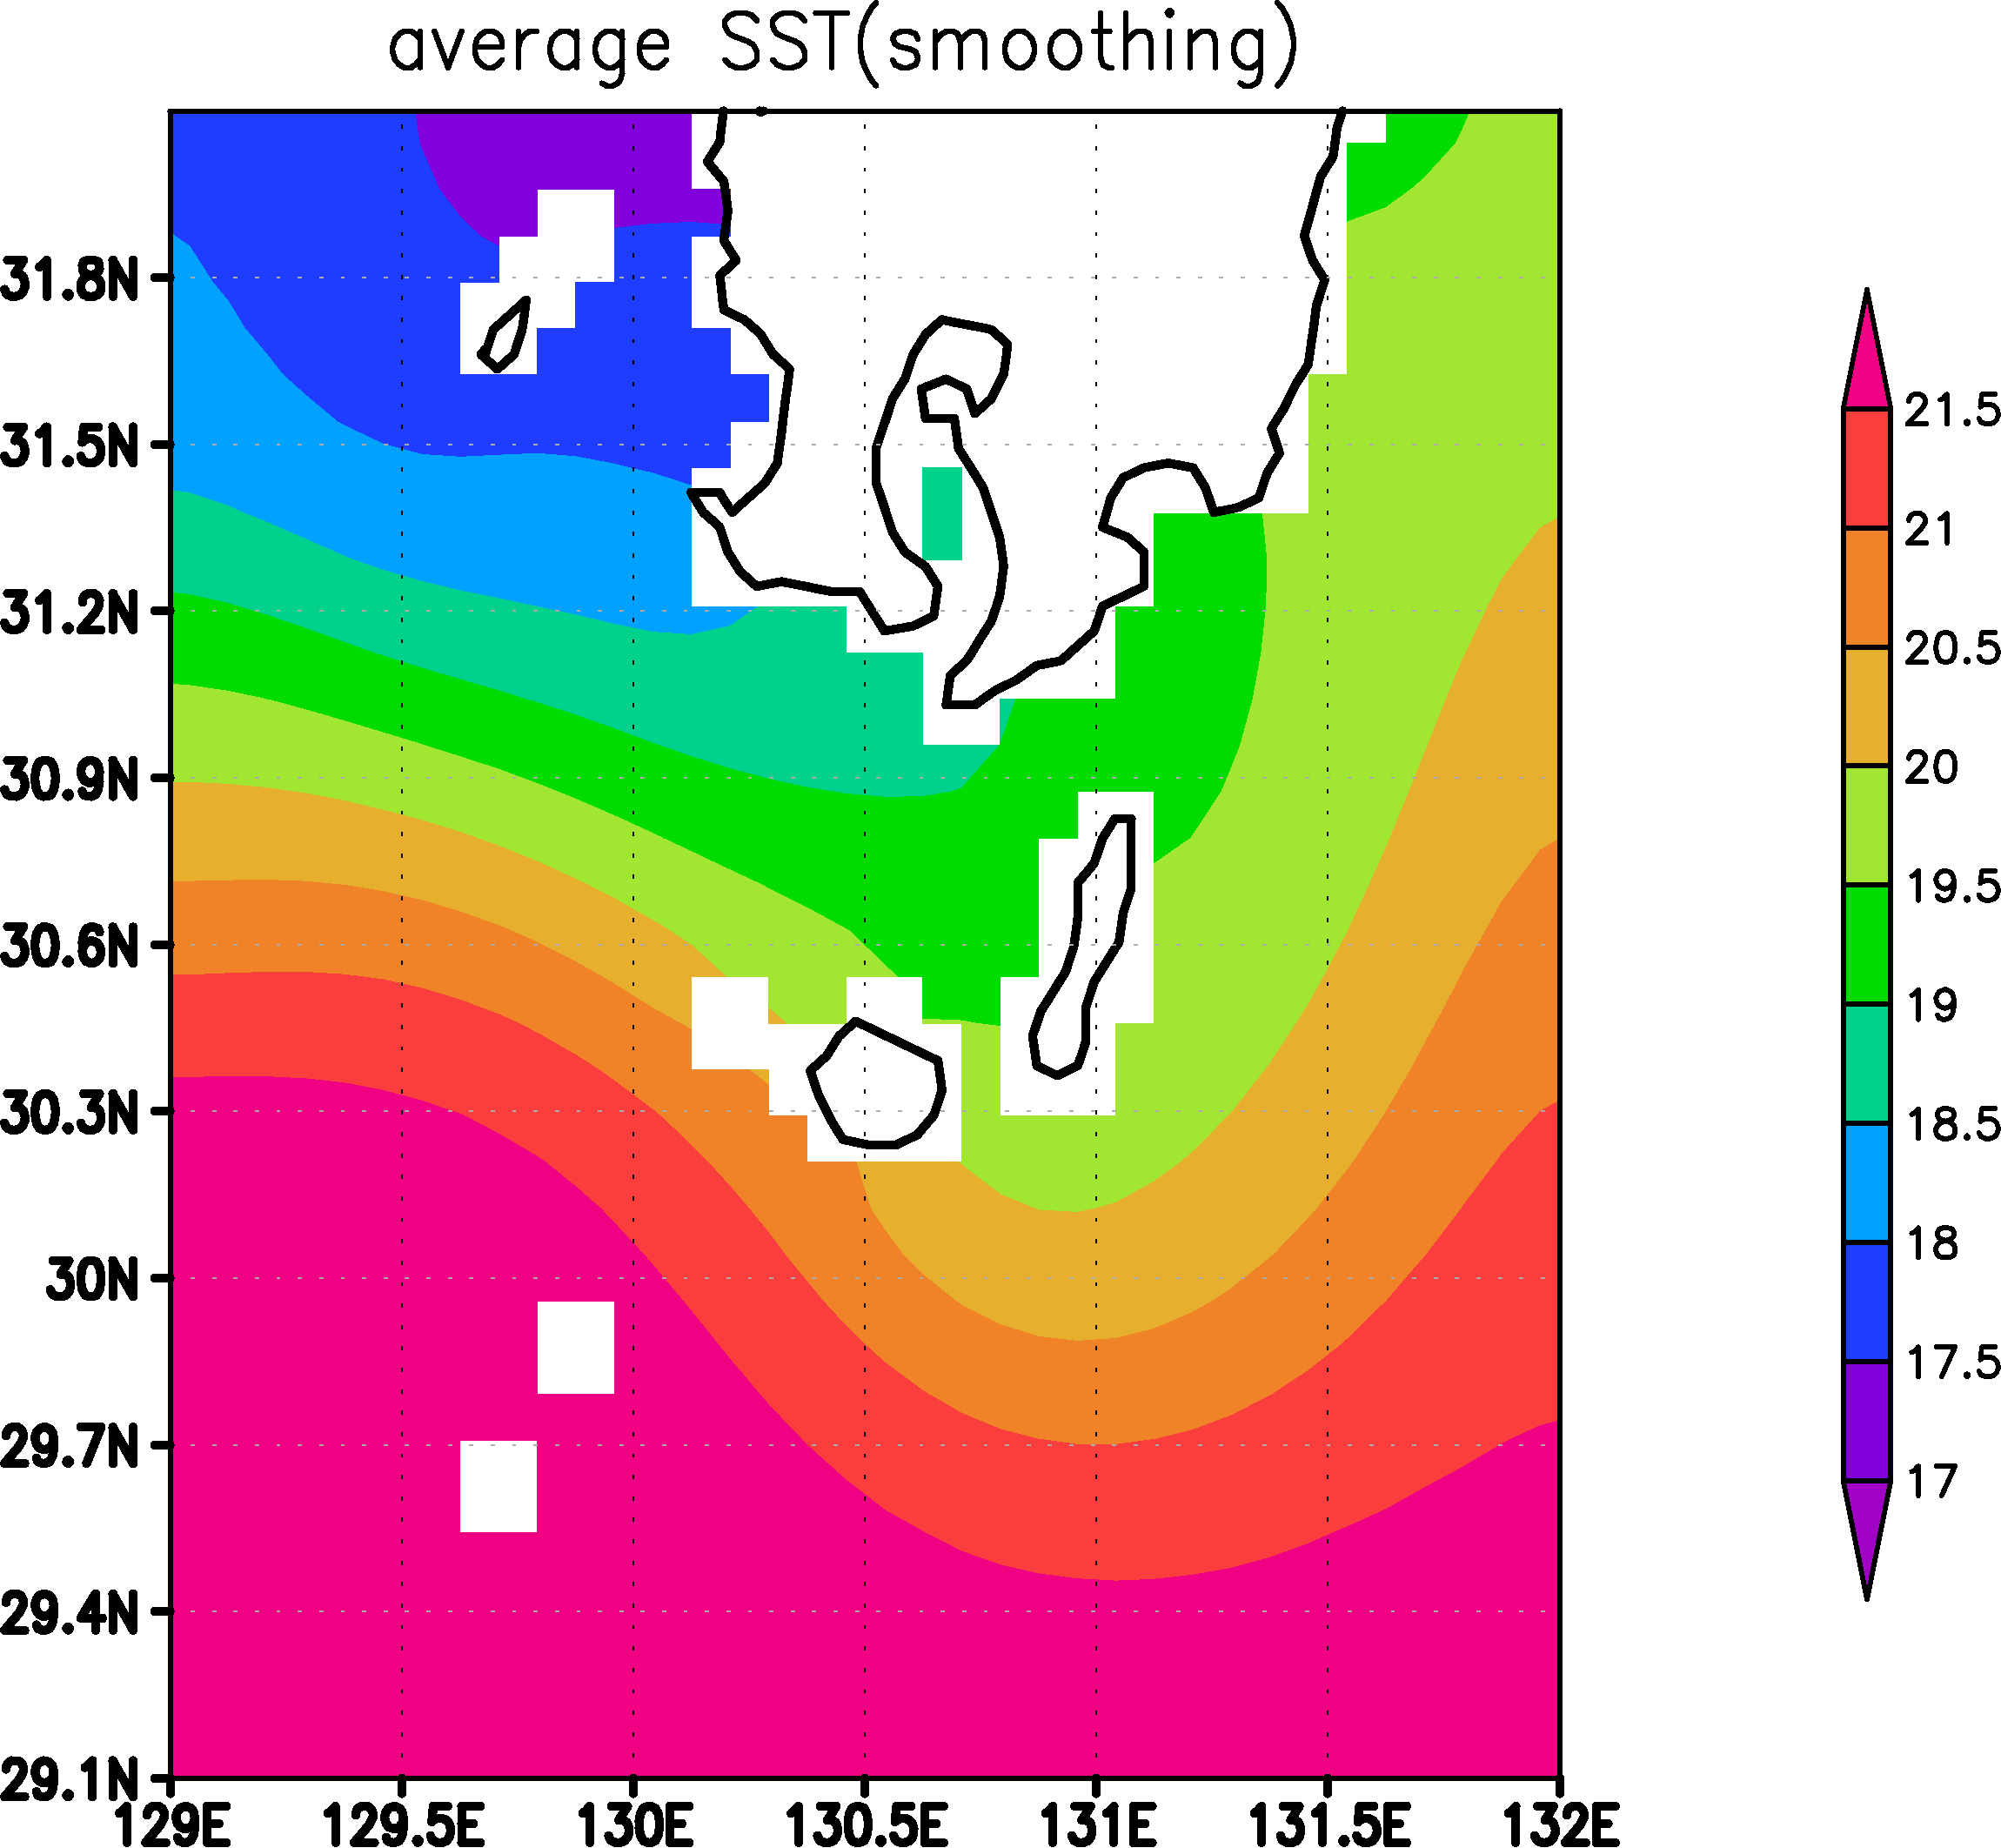 average SST(smoothing)
31.8N
31.5N
31.2N
30.9N
30.6N
30.3N
30N
29.7N
29.4N
29.1N
129E 129.5E 130E 130.5E 131E 131.5E 132E
21.5
21
20.5
20
19.5
19
18.5
18
17.5
17